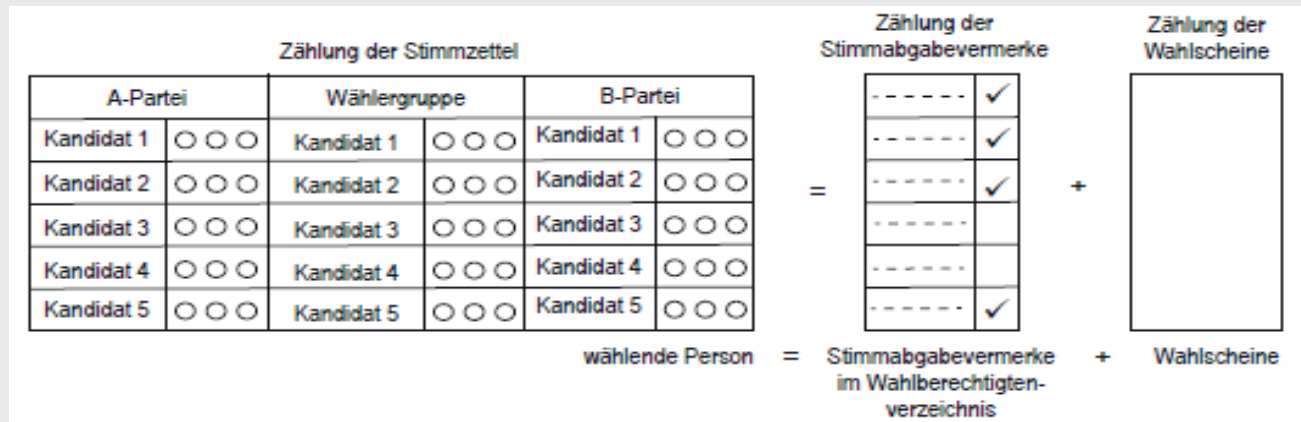 Zählung der Stimmzettel
Zählung der
Stimmabgabevermerke
Zählung der
Wahlscheine
A-Partei Wählergruppe B-Partei
Kandidat 1 Kandidat 1 Kandidat 1
Kandidat 2 Kandidat 2 Kandidat 2
Kandidat 3 Kandidat 3 Kandidat 3
Kandidat 4 Kandidat 4 Kandidat 4
Kandidat 5 Kandidat 5 Kandidat 5
= +
wählende Person = Stimmabgabevermerke + Wahlscheine
im Wahlberechtigten-
verzeichnis